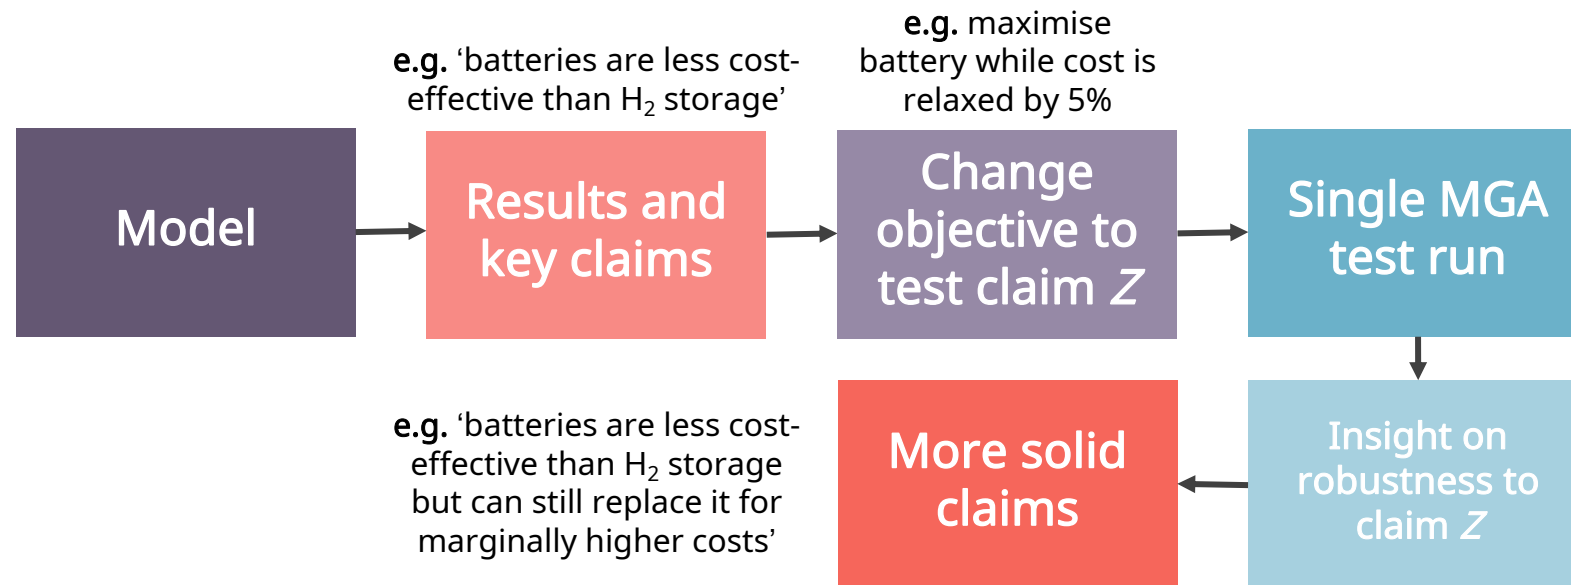 Model
e.g. ‘batteries are less cost-
effective than H₂ storage’
Results and
key claims
e.g. maximise
battery while cost is
relaxed by 5%
Change
objective to
test claim Z
Single MGA
test run
Insight on
robustness to
claim Z
More solid
claims
e.g. ‘batteries are less cost-
effective than H₂ storage
but can still replace it for
marginally higher costs’